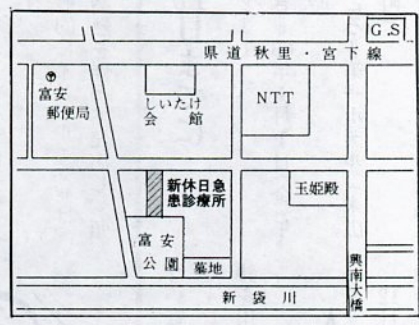 G.S
県道秋里・宮下線
〒
富安
郵便局
しいたけ
会館
NTT
新休日急
患診療所
玉姫殿
富安
公園
墓地
興南大橋
新袋川